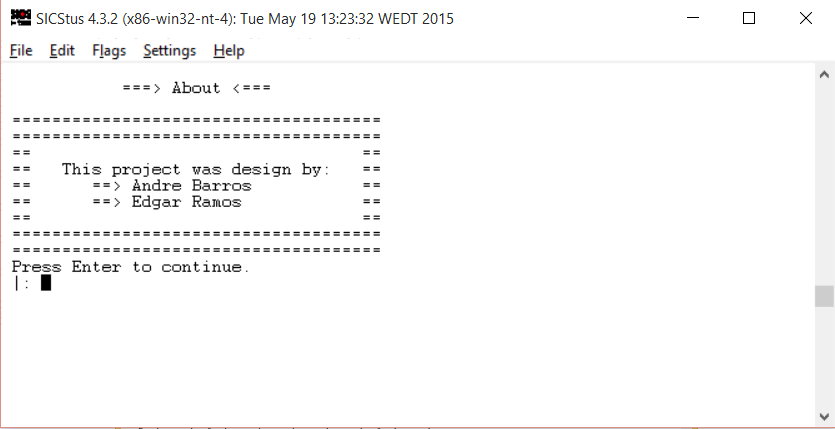 SICStus 4.3.2 (x86-win32-nt-4): Tue May 19 13:23:32 WEDT 2015
File Edit Flags Settings Help
===> About <===
=====================================
=====================================
== ==
== This project was design by: ==
== ==> Andre Barros ==
== ==> Edgar Ramos ==
== ==
=====================================
=====================================
Press Enter to continue.
|: